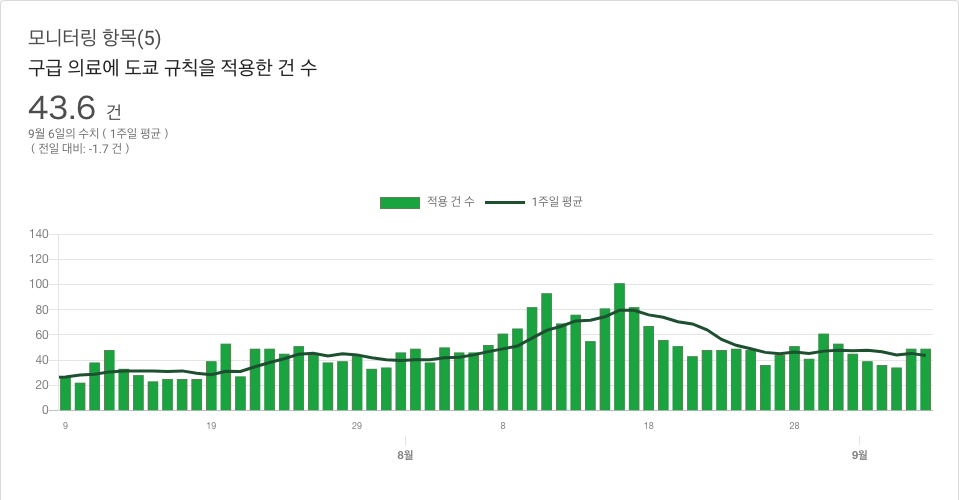 모니터링 항목(5)
구급 의료에 도쿄 규칙을 적용한 건 수
43.6 건
9월 6일의 수치 ( 1주일 평균 )
( 전일 대비: -1.7 건 )
적용 건 수 1주일 평균
140
120
100
80
60
40
20
0
9 19 29 8 18 28
8월 9월